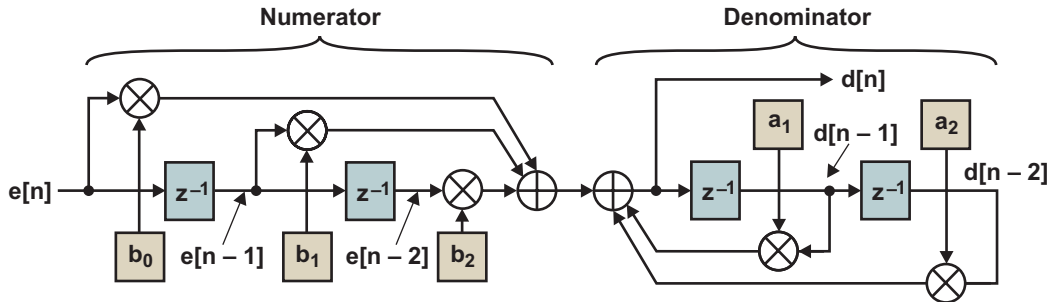 Numerator
Denominator
d[n]
a₁
d[n – 1]
a₂
e[n]
z⁻¹
z⁻¹
z⁻¹
z⁻¹
d[n – 2]
b₀
e[n – 1]
b₁
e[n – 2]
b₂